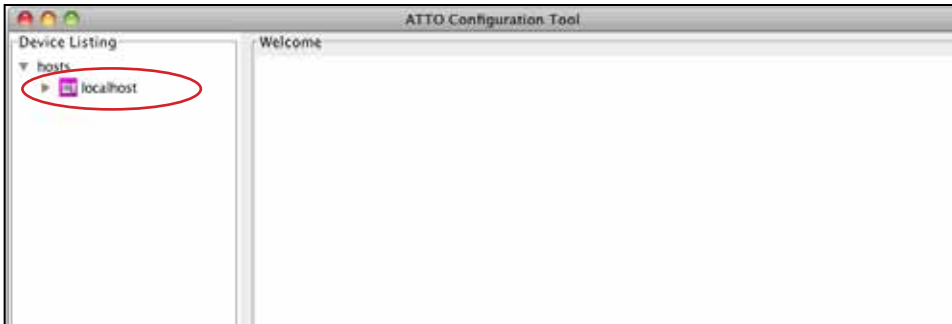 ATTO Configuration Tool
Device Listing
Welcome
hosts
localhost